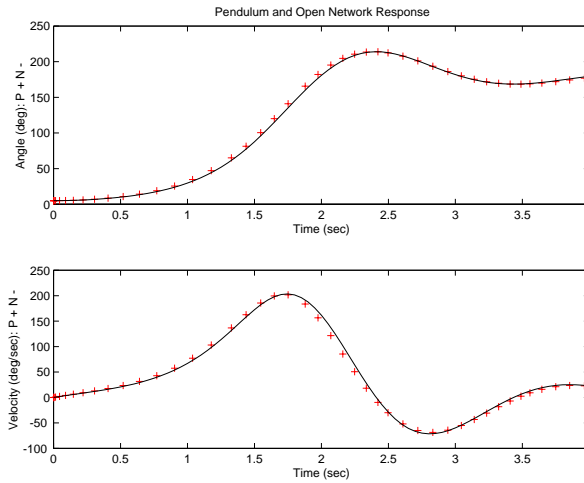 Pendulum and Open Network Response
250
200
150
100
50
0
Angle (deg): P + N -
0 0.5 1 1.5 2 2.5 3 3.5
Time (sec)
250
200
150
100
50
0
-50
-100
Velocity (deg/sec): P + N -
0 0.5 1 1.5 2 2.5 3 3.5
Time (sec)